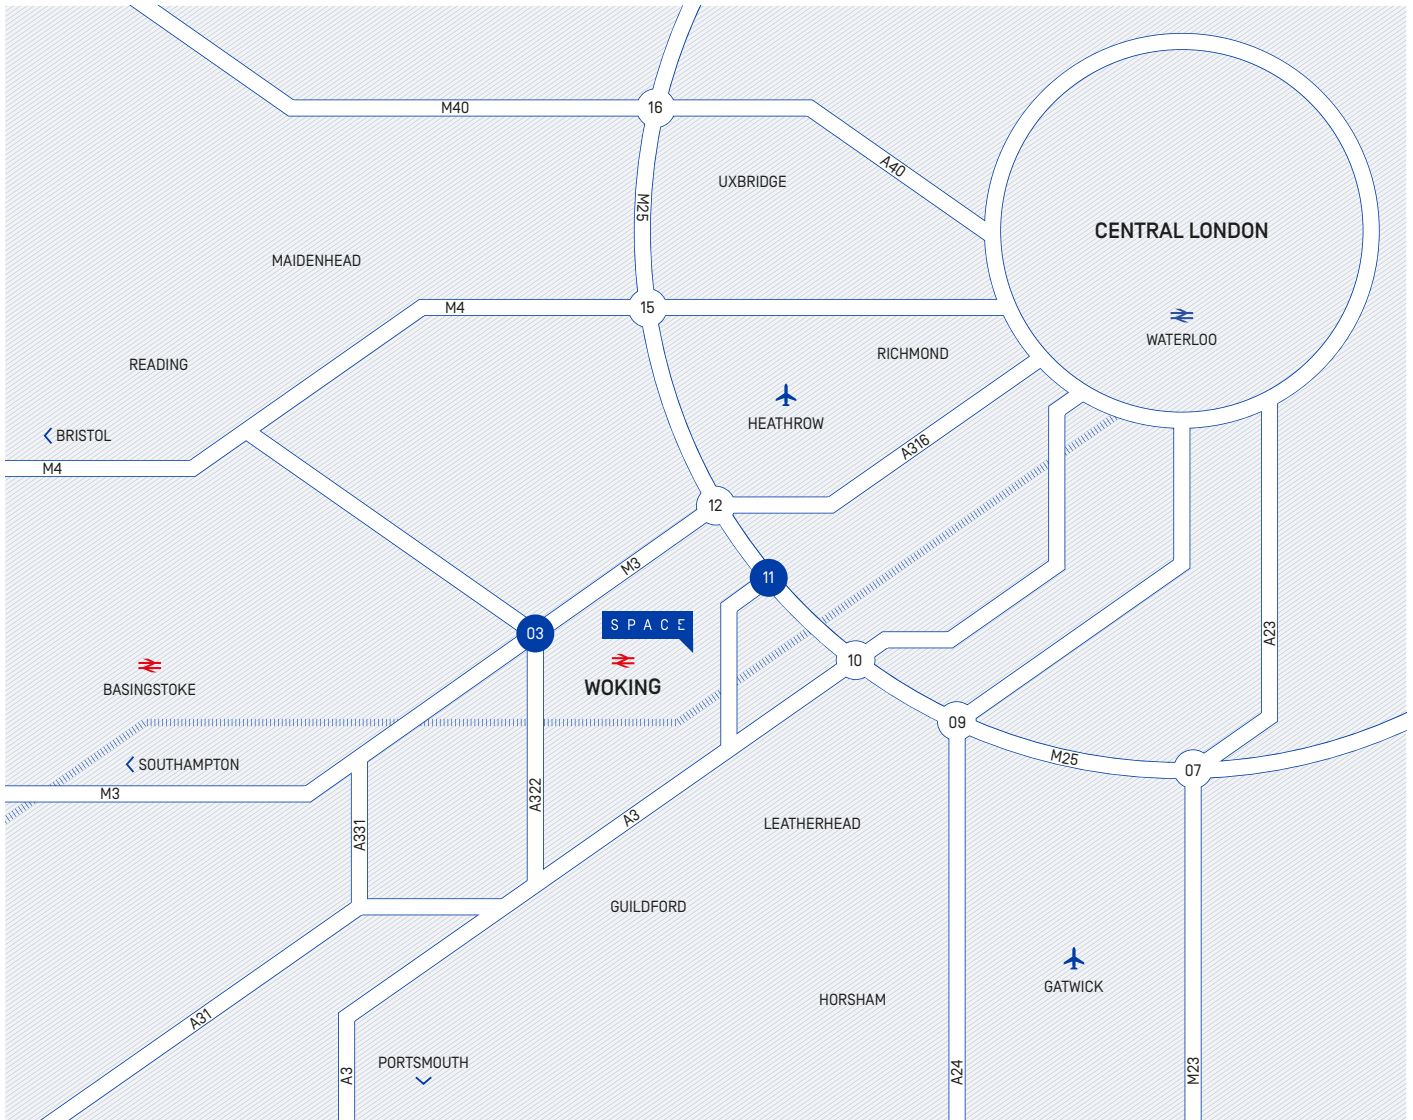 M40
16
A40
UXBRIDGE
M25
CENTRAL LONDON
MAIDENHEAD
M4
15
WATERLOO
RICHMOND
READING
HEATHROW
BRISTOL
A316
M4
12
M3
11
SPACE
03
A23
10
WOKING
BASINGSTOKE
09
M25
SOUTHAMPTON
07
M3
A322
A3
LEATHERHEAD
A331
GUILDFORD
GATWICK
HORSHAM
A31
PORTSMOUTH
A3
A24
M23